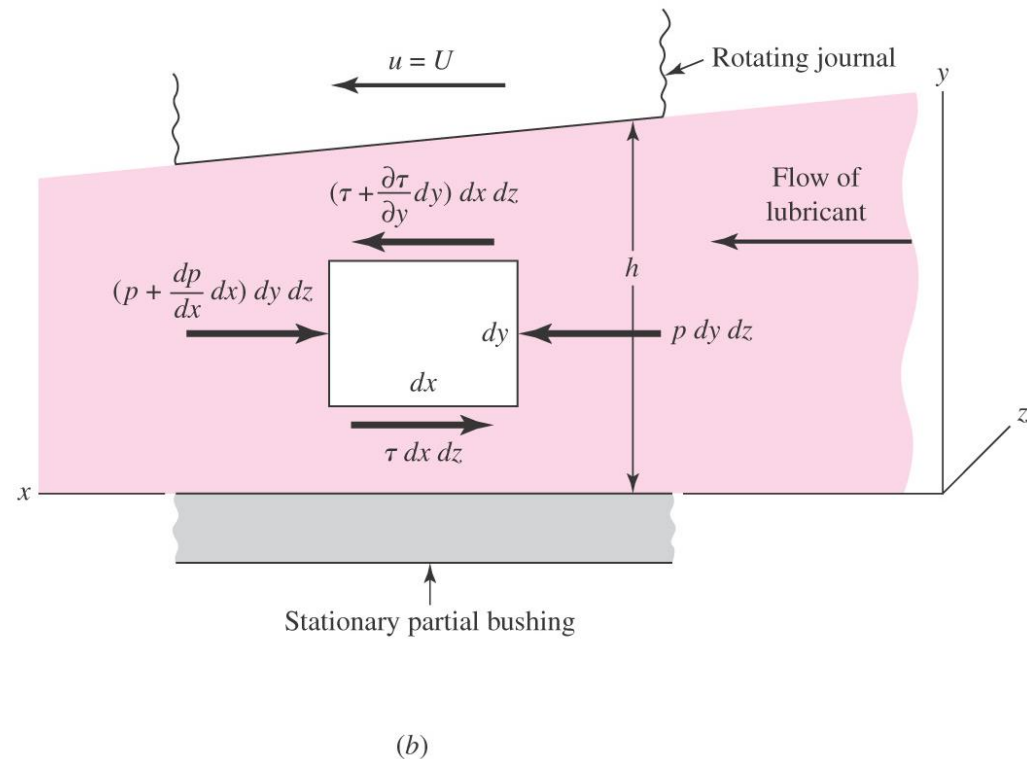 u = U
Rotating journal
y
(τ + ∂τ/∂y dy) dx dz
Flow of
lubricant
h
(p + dp/dx dx) dy dz
dy
p dy dz
dx
τ dx dz
z
x
Stationary partial bushing
(b)